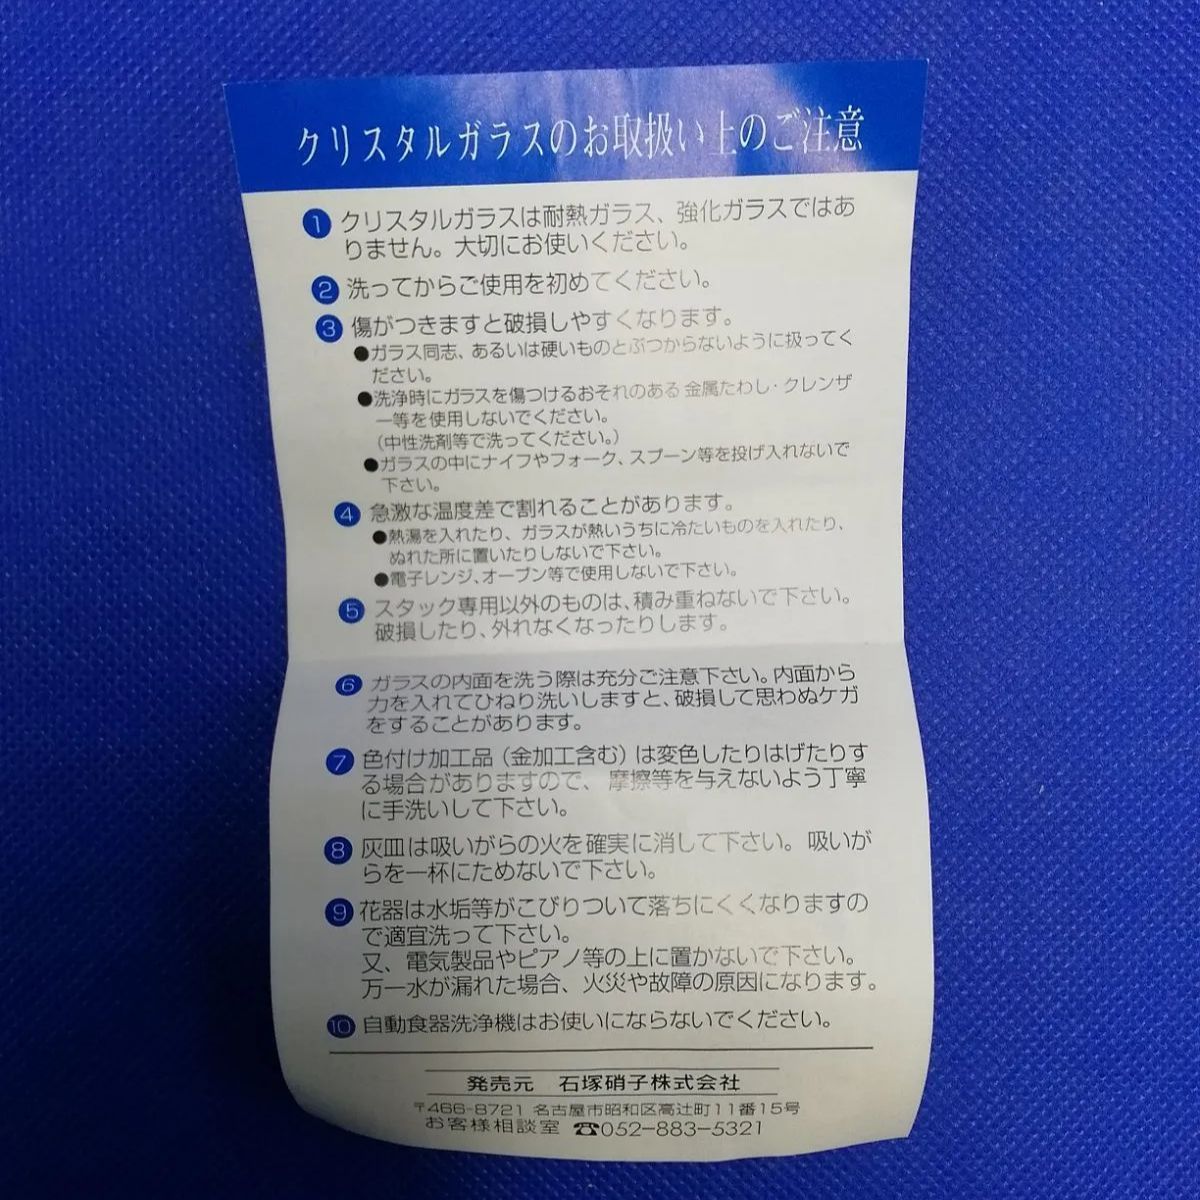 クリスタルガラスのお取扱い上のご注意
1 クリスタルガラスは耐熱ガラス、強化ガラスではあ
りません。大切にお使いください。
2 洗ってからご使用を初めてください。
3 傷がつきますと破損しやすくなります。
●ガラス同志、あるいは硬いものとぶつからないように扱ってく
ださい。
●洗浄時にガラスを傷つけるおそれのある金属たわし・クレンザ
ー等を使用しないでください。
(中性洗剤等で洗ってください。)
●ガラスの中にナイフやフォーク、スプーン等を投げ入れないで
下さい。
4 急激な温度差で割れることがあります。
●熱湯を入れたり、ガラスが熱いうちに冷たいものを入れたり、
ぬれた所に置いたりしないで下さい。
●電子レンジ、オーブン等で使用しないで下さい。
5 スタック専用以外のものは、積み重ねないで下さい。
破損したり、外れなくなったりします。
6 ガラスの内面を洗う際は充分ご注意下さい。内面から
力を入れてひねり洗いしますと、破損して思わぬケガ
をすることがあります。
7 色付け加工品(金加工含む)は変色したりはげたりす
る場合がありますので、摩擦等を与えないよう丁寧
に手洗いして下さい。
8 灰皿は吸いがらの火を確実に消して下さい。吸いが
らを一杯にためないで下さい。
9 花器は水垢等がこびりついて落ちにくくなりますの
で適宜洗って下さい。
又、電気製品やピアノ等の上に置かないで下さい。
万一水が漏れた場合、火災や故障の原因になります。
10 自動食器洗浄機はお使いにならないでください。
発売元 石塚硝子株式会社
〒466-8721 名古屋市昭和区高辻町11番15号
お客様相談室 ☎052-883-5321